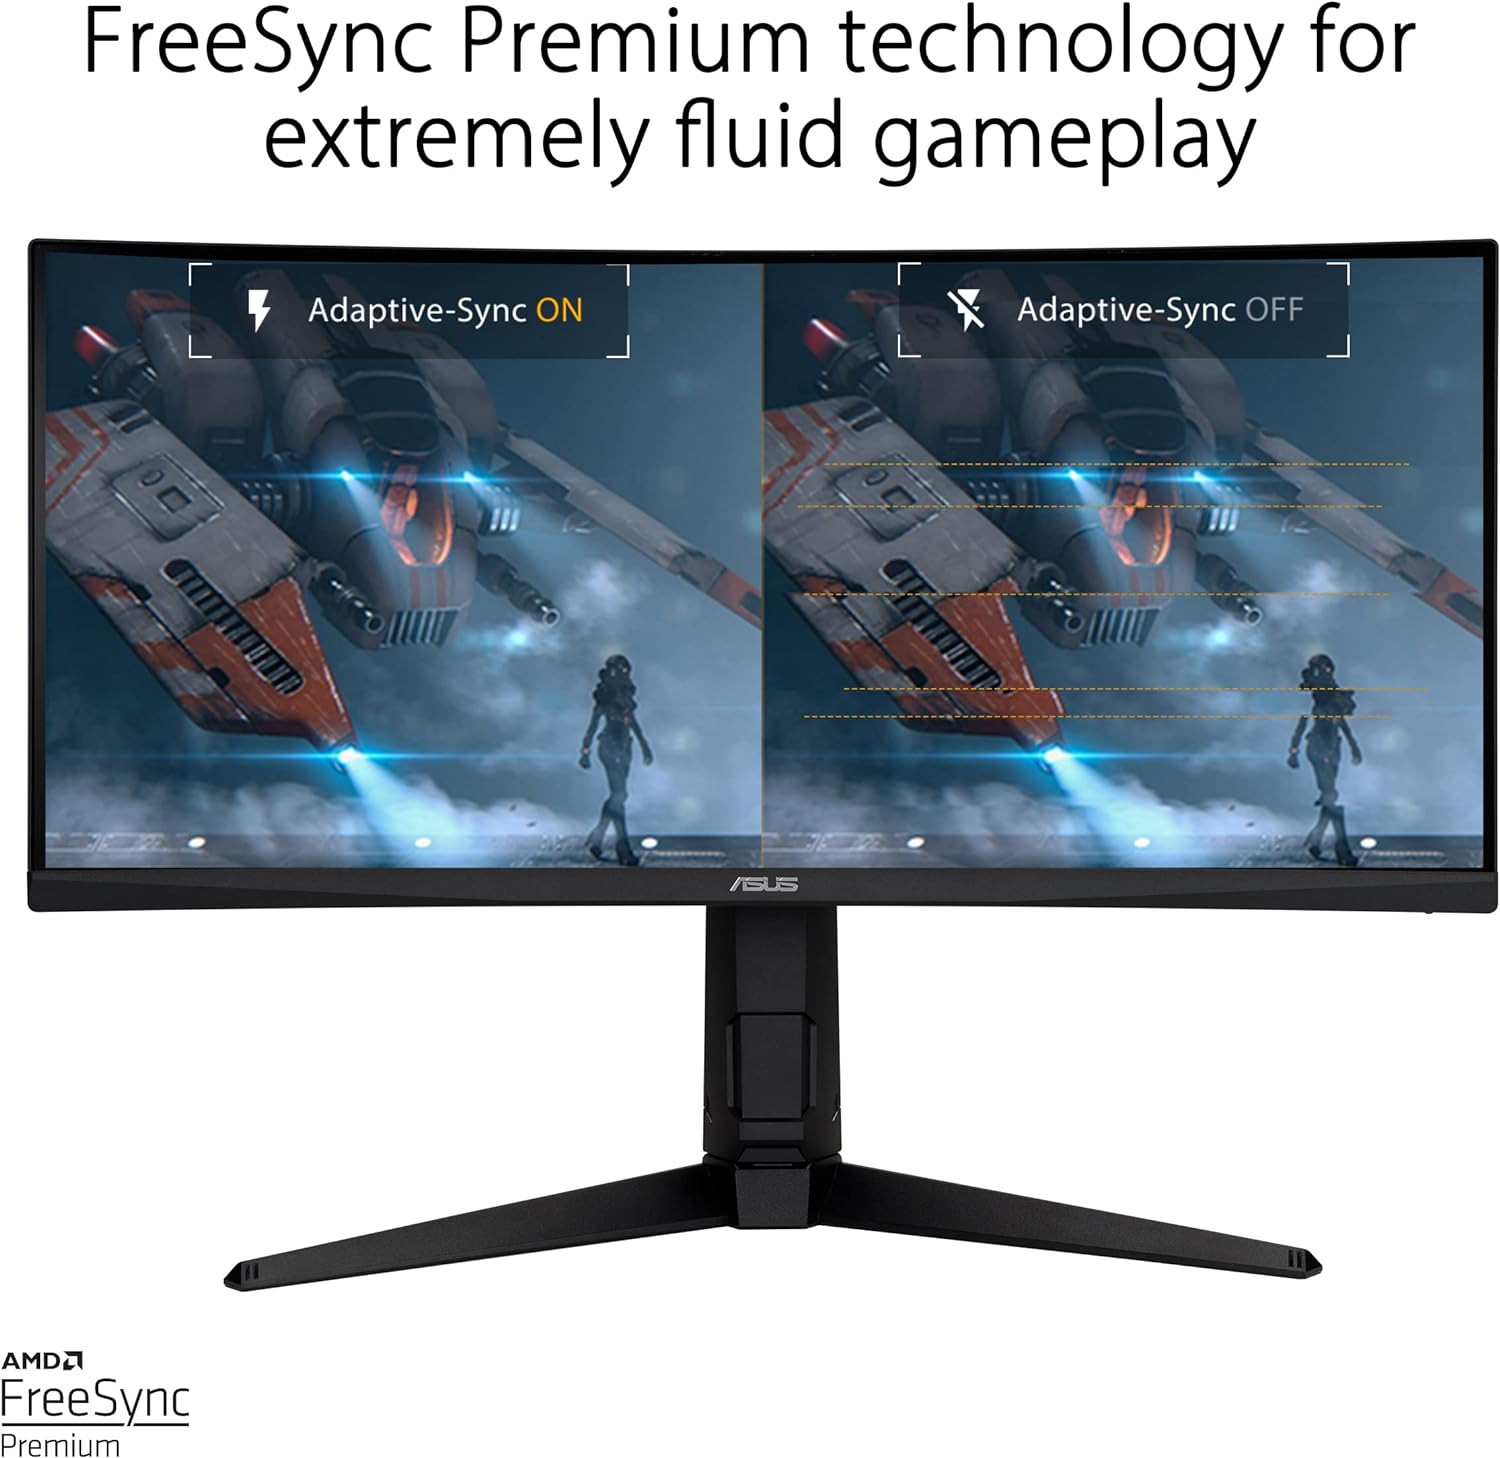 FreeSync Premium technology for
extremely fluid gameplay
Adaptive-Sync ON
Adaptive-Sync OFF
ASUS
AMD
FreeSync
Premium